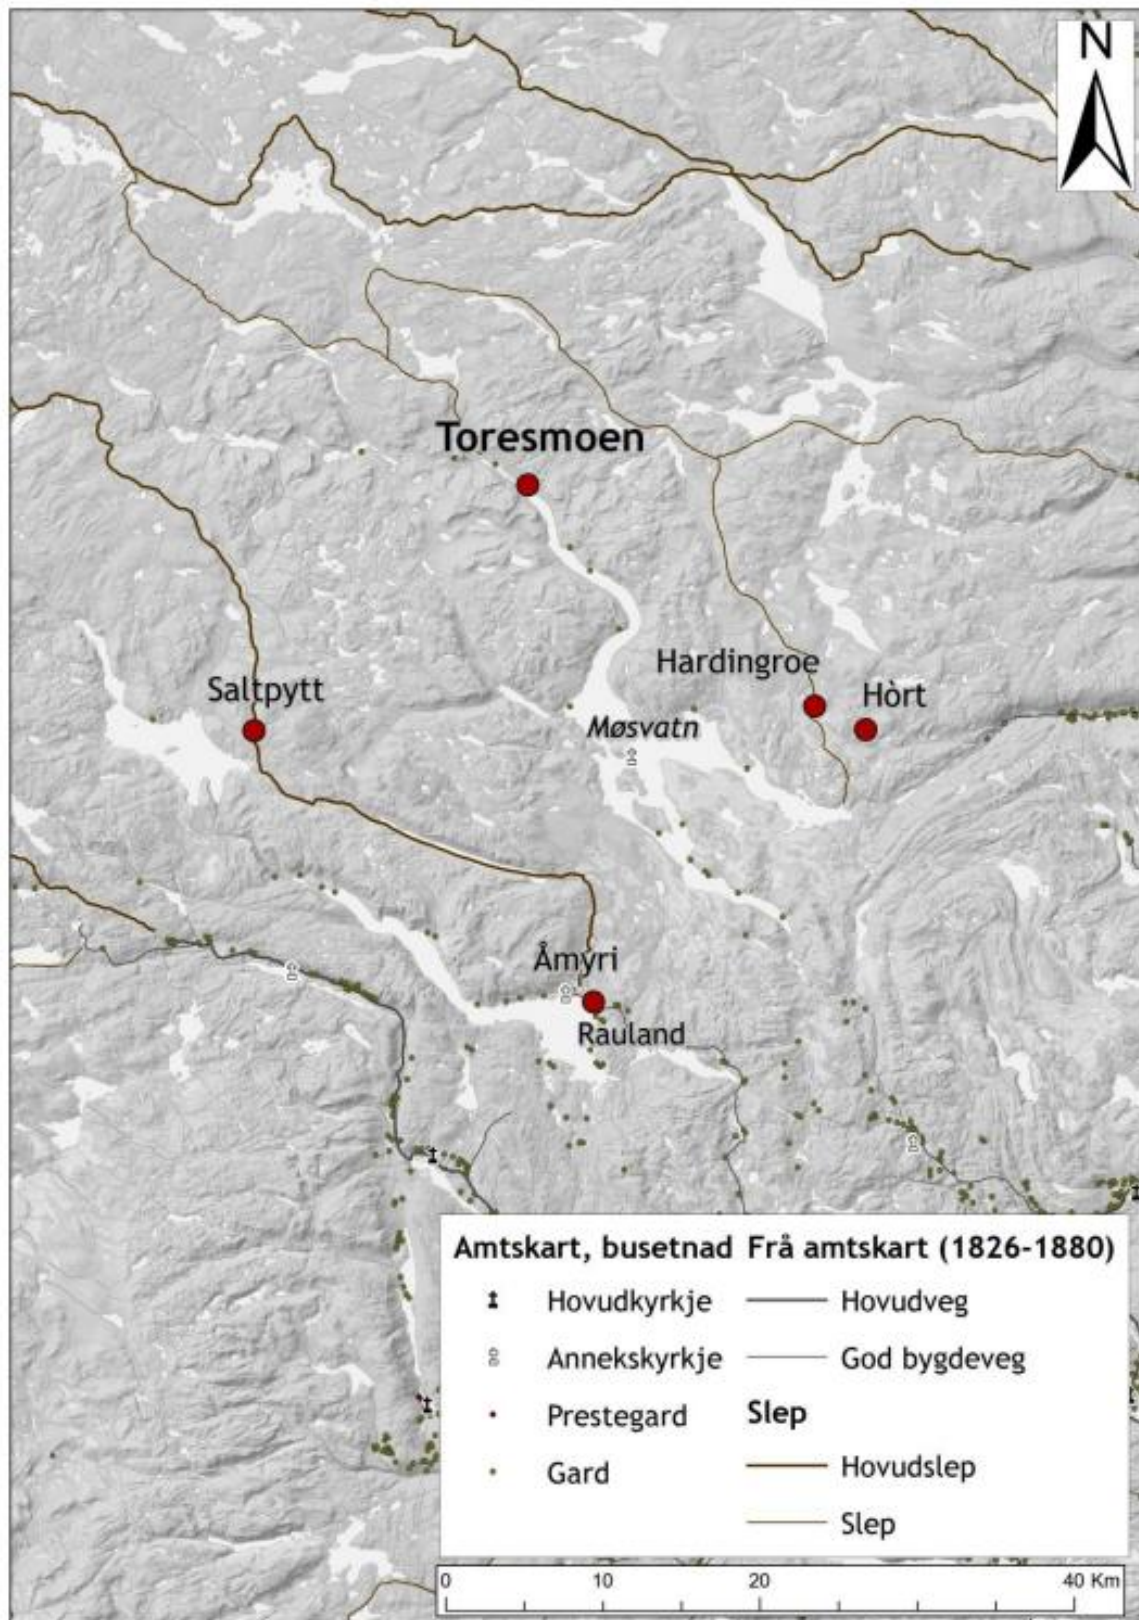 N
Toresmoen
Hardingroe
Hòrt
Saltpytt
Møsvatn
Åmyri
Rauland
Amtskart, busetnad Frå amtskart (1826-1880)
Hovudkyrkje Hovudveg
Annekskyrkje God bygdeveg
Prestegard Slep
Gard Hovudslep
Slep
0 10 20 40 Km